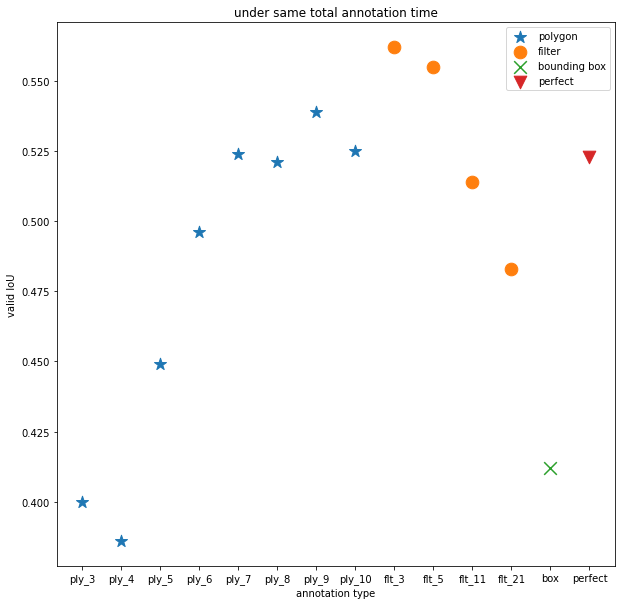 under same total annotation time
polygon
filter
bounding box
perfect
0.550
0.525
0.500
0.475
0.450
0.425
0.400
valid IoU
ply_3 ply_4 ply_5 ply_6 ply_7 ply_8 ply_9 ply_10 flt_3 flt_5 flt_11 flt_21 box perfect
annotation type